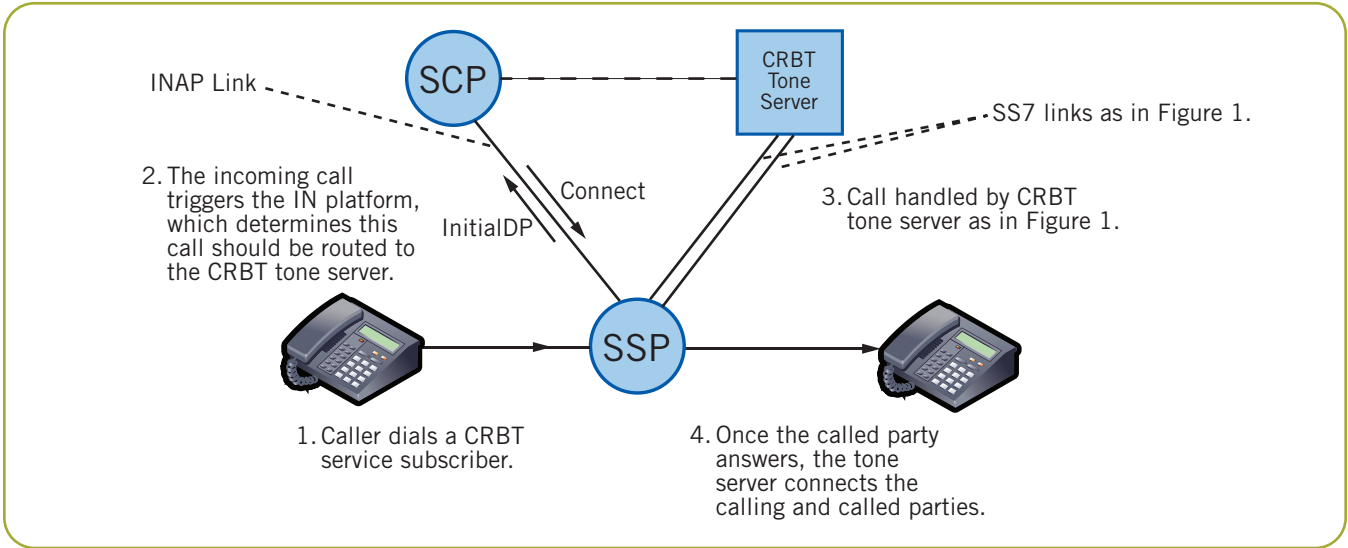 SCP
CRBT
Tone
Server
INAP Link
SS7 links as in Figure 1.
2. The incoming call
triggers the IN platform,
which determines this
call should be routed to
the CRBT tone server.
Connect
InitialDP
3. Call handled by CRBT
tone server as in Figure 1.
SSP
1. Caller dials a CRBT
service subscriber.
4. Once the called party
answers, the tone
server connects the
calling and called parties.